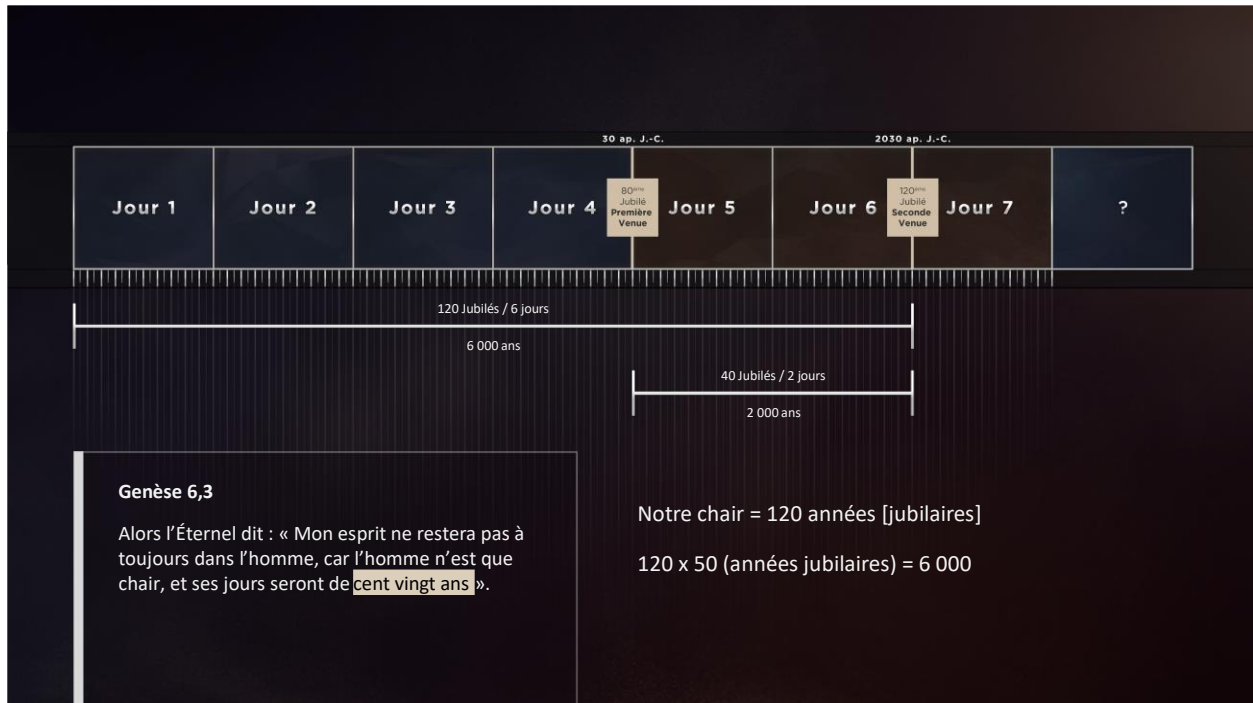 30 ap. J.-C.
2030 ap. J.-C.
Jour 1
Jour 2
Jour 3
Jour 4
80ème
Jubilé
Première
Venue
Jour 5
Jour 6
120ème
Jubilé
Seconde
Venue
Jour 7
?
120 Jubilés / 6 jours
6 000 ans
40 Jubilés / 2 jours
2 000 ans
Genèse 6,3
Alors l’Éternel dit : « Mon esprit ne restera pas à
toujours dans l’homme, car l’homme n’est que
chair, et ses jours seront de cent vingt ans ».
Notre chair = 120 années [jubilaires]
120 x 50 (années jubilaires) = 6 000